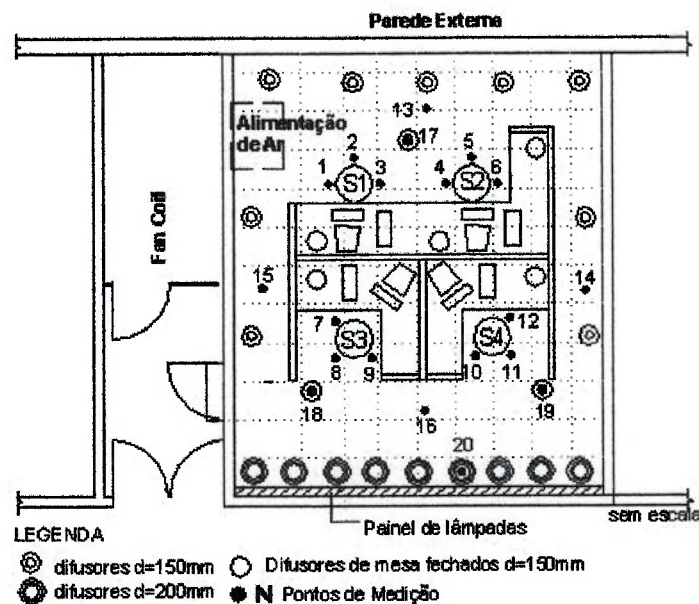 Parede Externa
13
Alimentação
de Ar
17
2
5
1
S1
3
4
S2
6
Fan Coil
15
14
7
S3
12
S4
8
9
10
11
18
16
19
20
LEGENDA
Painel de lâmpadas
sem escala
difusores d=150mm
Difusores de mesa fechados d=150mm
difusores d=200mm
N Pontos de Medição